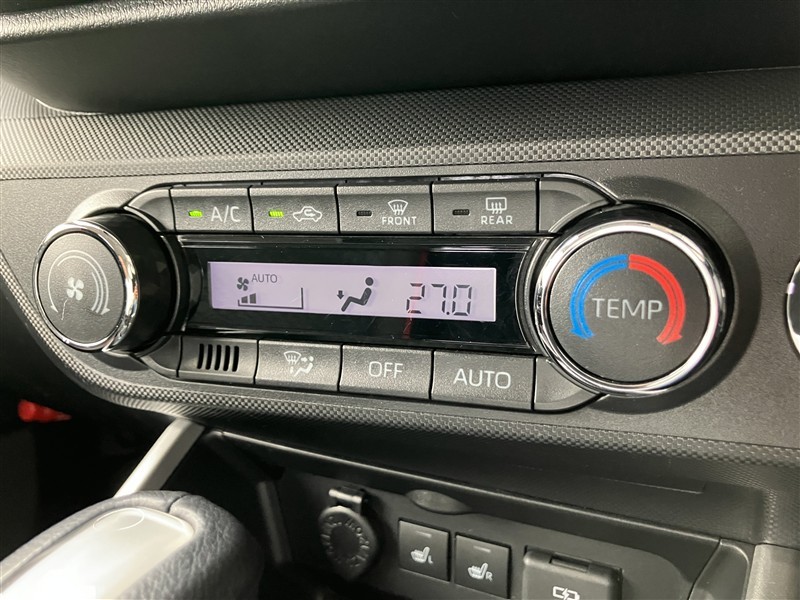 A/C
FRONT
REAR
AUTO
27.0
TEMP
OFF
AUTO
L
R